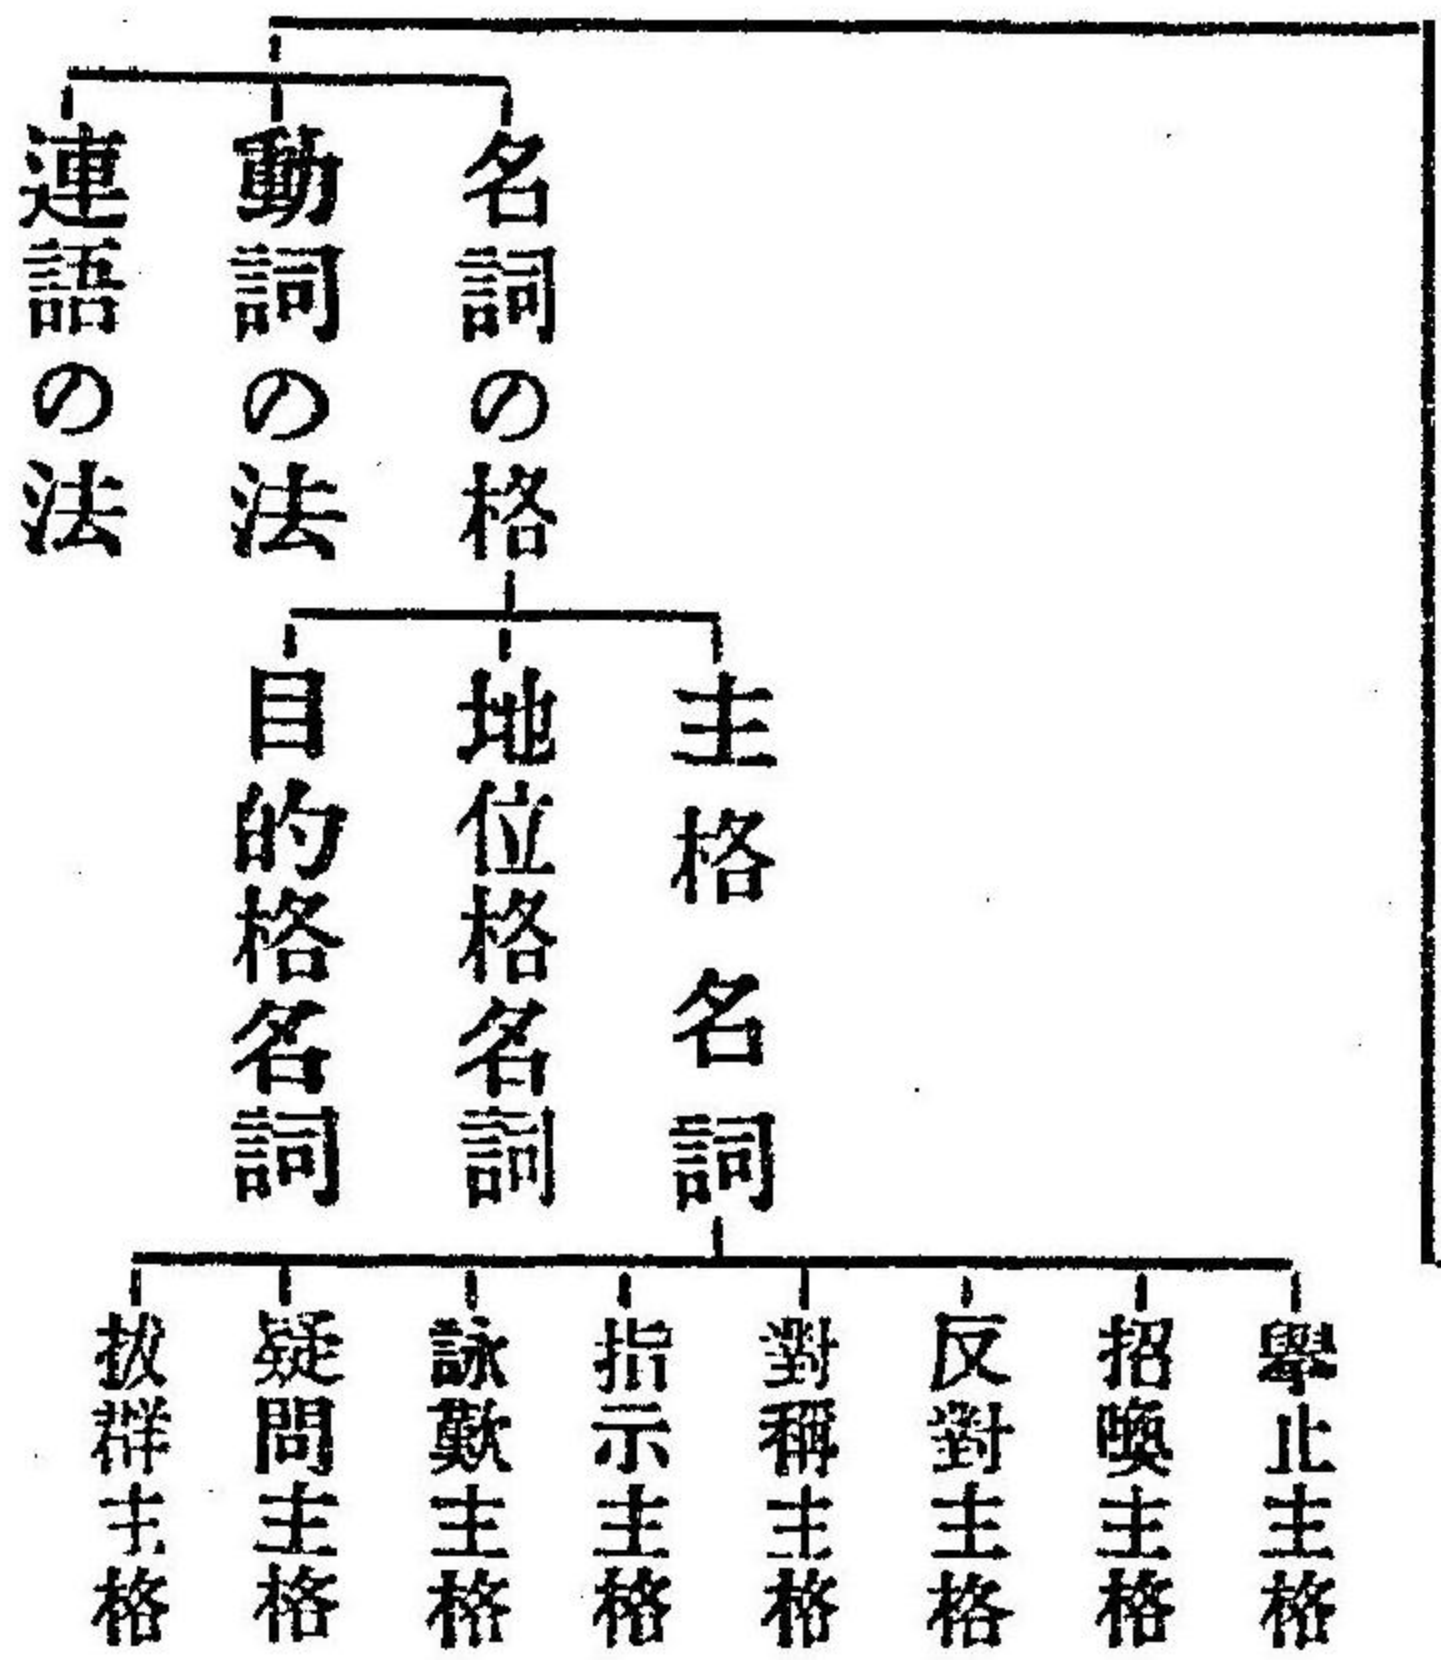 名詞の格
動詞の法
連語の法
主格名詞
地位格名詞
目的格名詞
擧止主格
招喚主格
反對主格
對稱主格
指示主格
詠歎主格
疑問主格
拔群主格